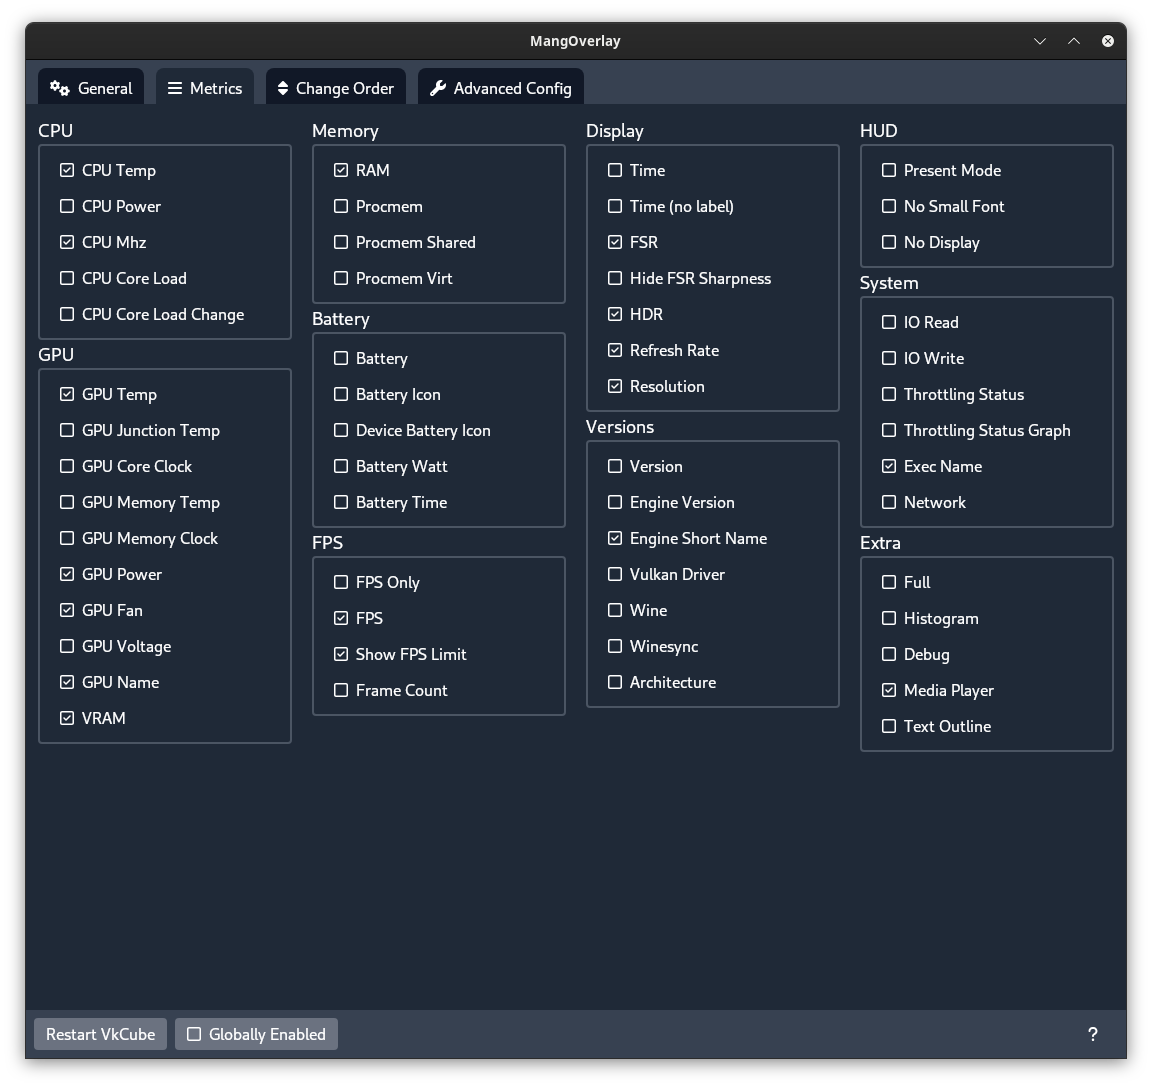 MangOverlay
General
Metrics
Change Order
Advanced Config
CPU
CPU Temp
CPU Power
CPU Mhz
CPU Core Load
CPU Core Load Change
GPU
GPU Temp
GPU Junction Temp
GPU Core Clock
GPU Memory Temp
GPU Memory Clock
GPU Power
GPU Fan
GPU Voltage
GPU Name
VRAM
Memory
RAM
Procmem
Procmem Shared
Procmem Virt
Battery
Battery
Battery Icon
Device Battery Icon
Battery Watt
Battery Time
FPS
FPS Only
FPS
Show FPS Limit
Frame Count
Display
Time
Time (no label)
FSR
Hide FSR Sharpness
HDR
Refresh Rate
Resolution
Versions
Version
Engine Version
Engine Short Name
Vulkan Driver
Wine
Winesync
Architecture
HUD
Present Mode
No Small Font
No Display
System
IO Read
IO Write
Throttling Status
Throttling Status Graph
Exec Name
Network
Extra
Full
Histogram
Debug
Media Player
Text Outline
Restart VkCube
Globally Enabled
?